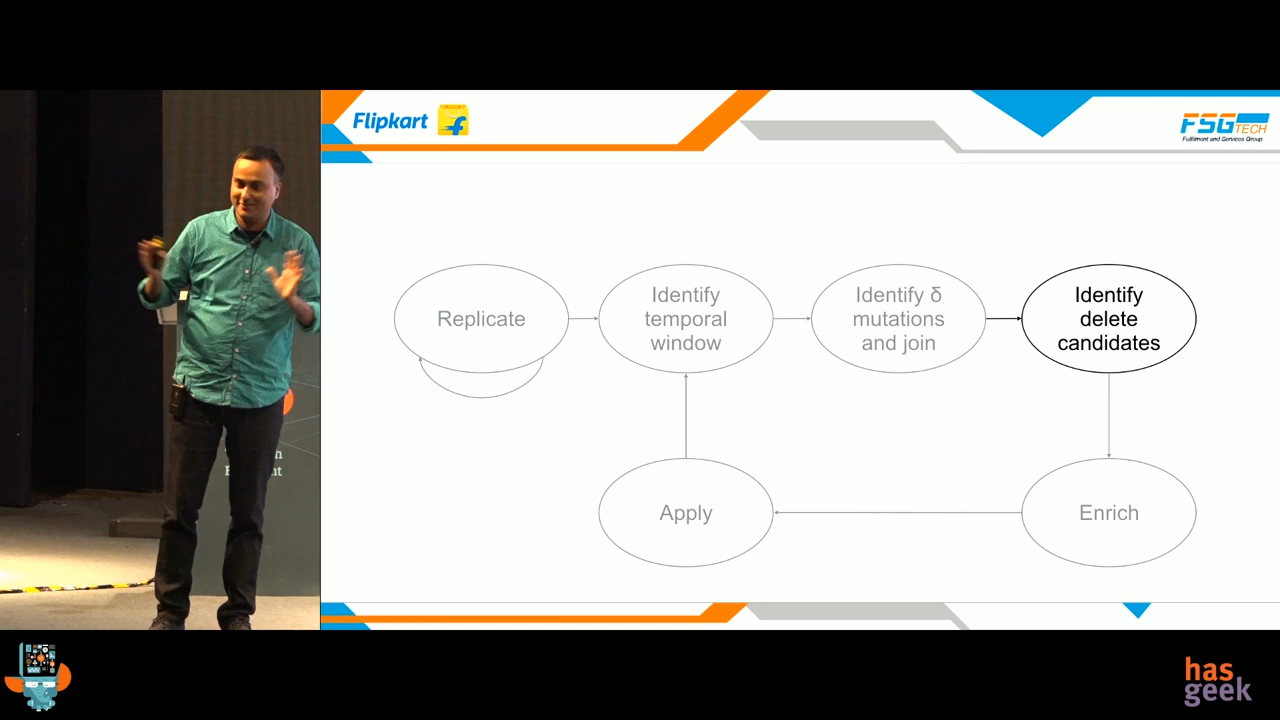 Flipkart
FSG TECH
Fulfilment and Services Group
Replicate
Identify
temporal
window
Identify δ
mutations
and join
Identify
delete
candidates
Apply
Enrich
has
geek